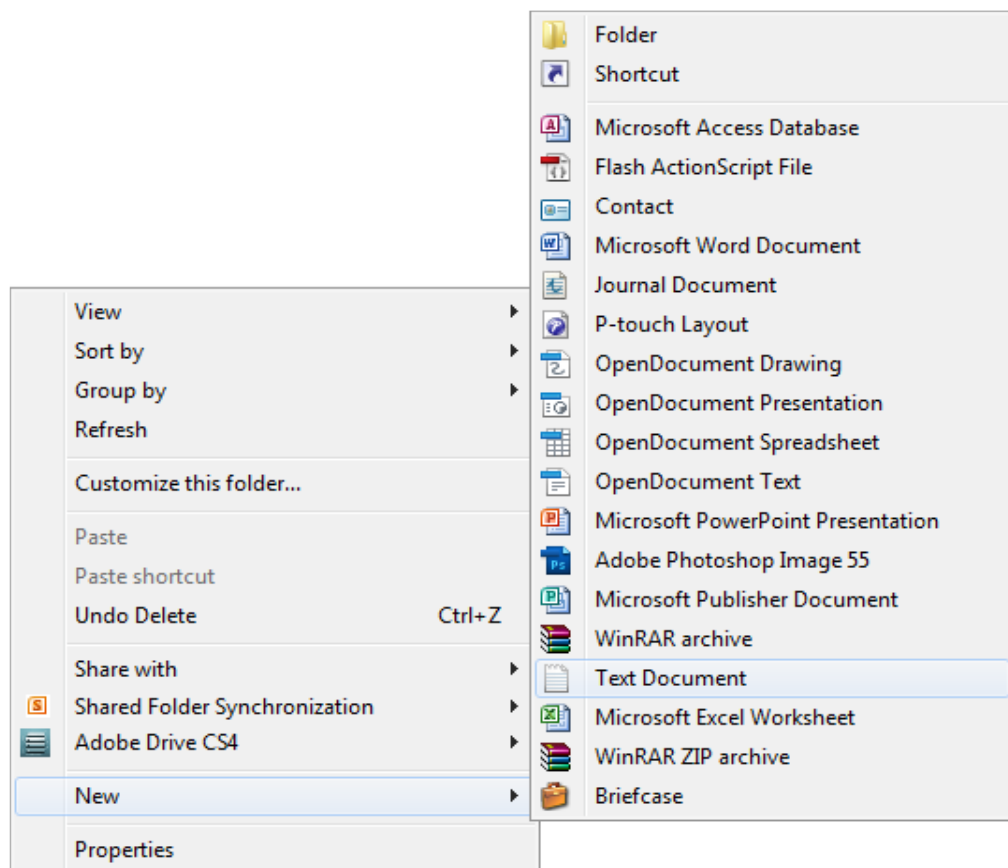 Folder
Shortcut
Microsoft Access Database
Flash ActionScript File
Contact
Microsoft Word Document
Journal Document
P-touch Layout
OpenDocument Drawing
OpenDocument Presentation
OpenDocument Spreadsheet
OpenDocument Text
Microsoft PowerPoint Presentation
Adobe Photoshop Image 55
Microsoft Publisher Document
WinRAR archive
Text Document
Microsoft Excel Worksheet
WinRAR ZIP archive
Briefcase
View
Sort by
Group by
Refresh
Customize this folder...
Paste
Paste shortcut
Undo Delete Ctrl+Z
Share with
Shared Folder Synchronization
Adobe Drive CS4
New
Properties